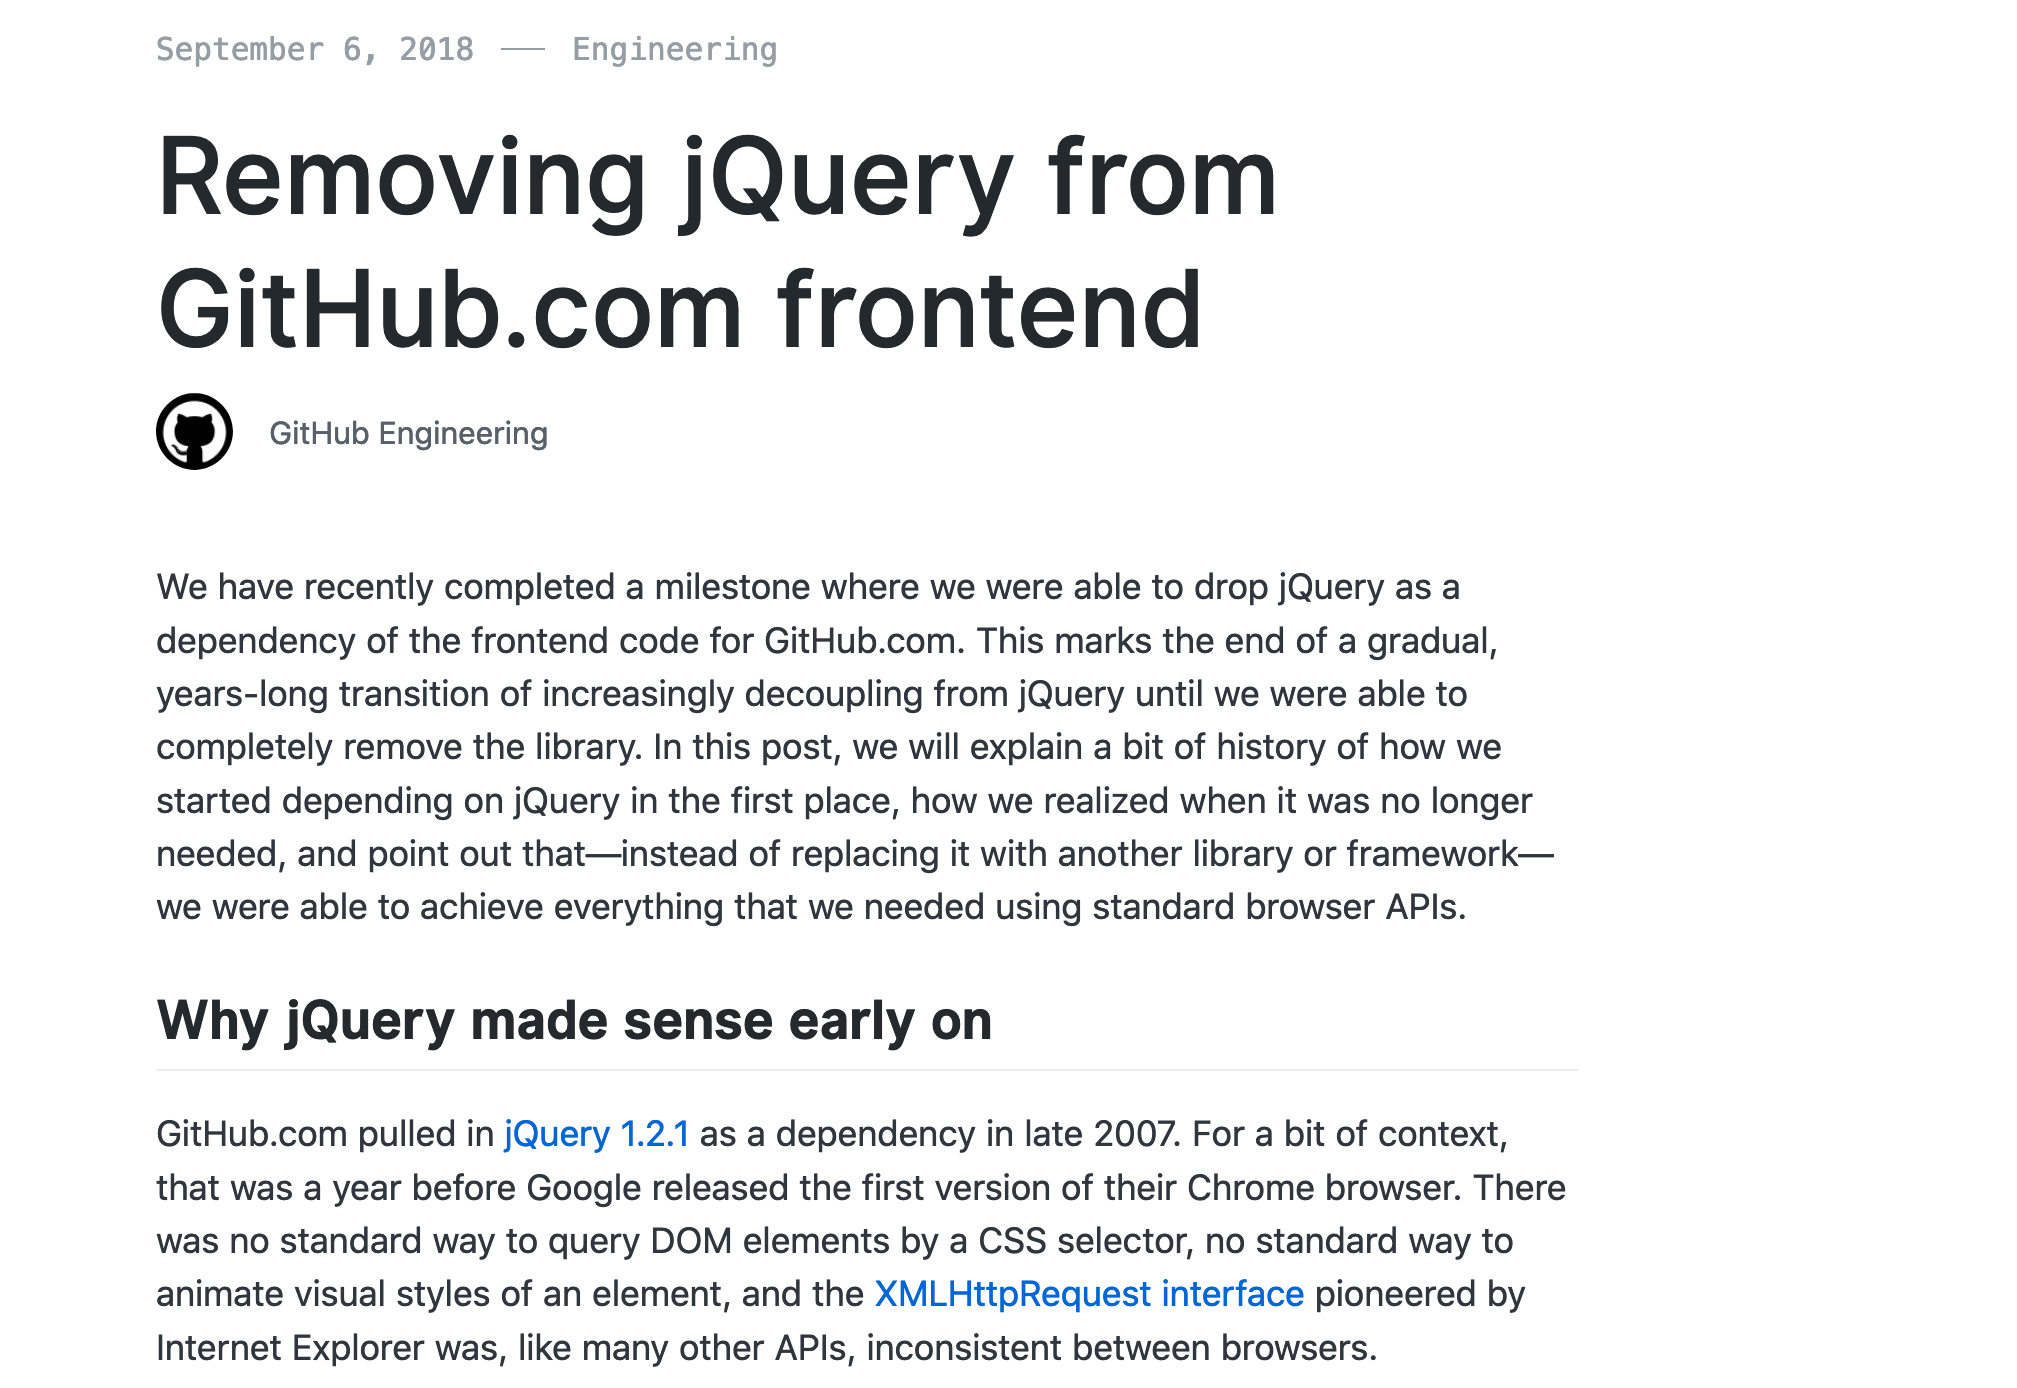 September 6, 2018 — Engineering
Removing jQuery from
GitHub.com frontend
GitHub Engineering
We have recently completed a milestone where we were able to drop jQuery as a
dependency of the frontend code for GitHub.com. This marks the end of a gradual,
years-long transition of increasingly decoupling from jQuery until we were able to
completely remove the library. In this post, we will explain a bit of history of how we
started depending on jQuery in the first place, how we realized when it was no longer
needed, and point out that—instead of replacing it with another library or framework—
we were able to achieve everything that we needed using standard browser APIs.
Why jQuery made sense early on
GitHub.com pulled in jQuery 1.2.1 as a dependency in late 2007. For a bit of context,
that was a year before Google released the first version of their Chrome browser. There
was no standard way to query DOM elements by a CSS selector, no standard way to
animate visual styles of an element, and the XMLHttpRequest interface pioneered by
Internet Explorer was, like many other APIs, inconsistent between browsers.